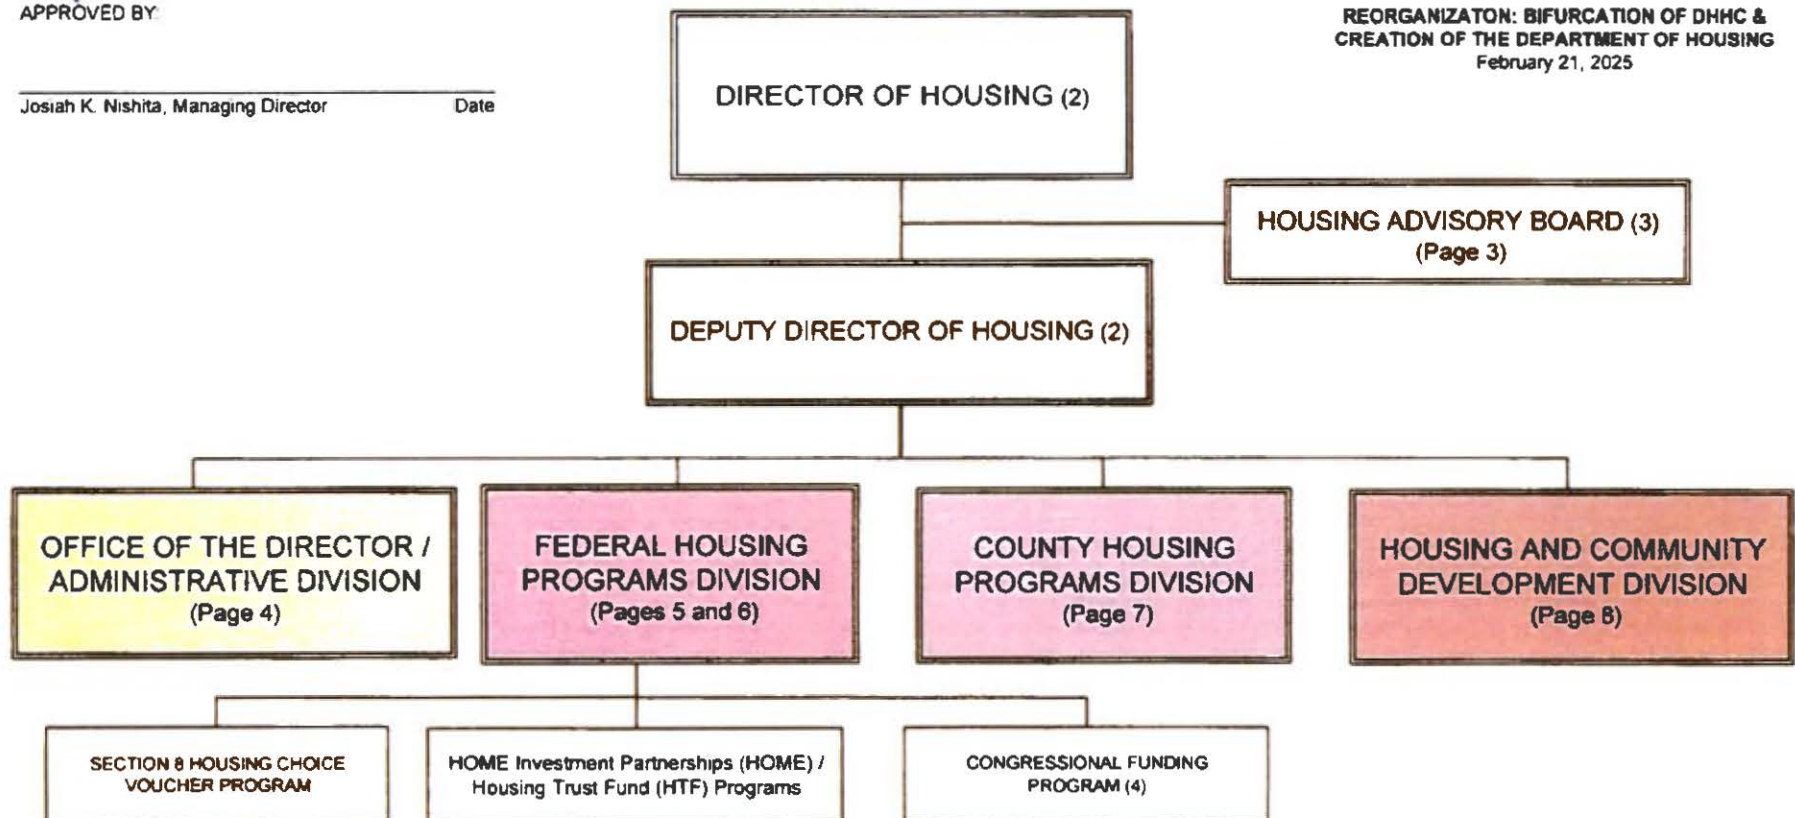 APPROVED BY:
Josiah K. Nishita, Managing Director Date
REORGANIZATON: BIFURCATION OF DHHC &
CREATION OF THE DEPARTMENT OF HOUSING
February 21, 2025
DIRECTOR OF HOUSING (2)
HOUSING ADVISORY BOARD (3)
(Page 3)
DEPUTY DIRECTOR OF HOUSING (2)
OFFICE OF THE DIRECTOR /
ADMINISTRATIVE DIVISION
(Page 4)
FEDERAL HOUSING
PROGRAMS DIVISION
(Pages 5 and 6)
COUNTY HOUSING
PROGRAMS DIVISION
(Page 7)
HOUSING AND COMMUNITY
DEVELOPMENT DIVISION
(Page 8)
SECTION 8 HOUSING CHOICE
VOUCHER PROGRAM
HOME Investment Partnerships (HOME) /
Housing Trust Fund (HTF) Programs
CONGRESSIONAL FUNDING
PROGRAM (4)